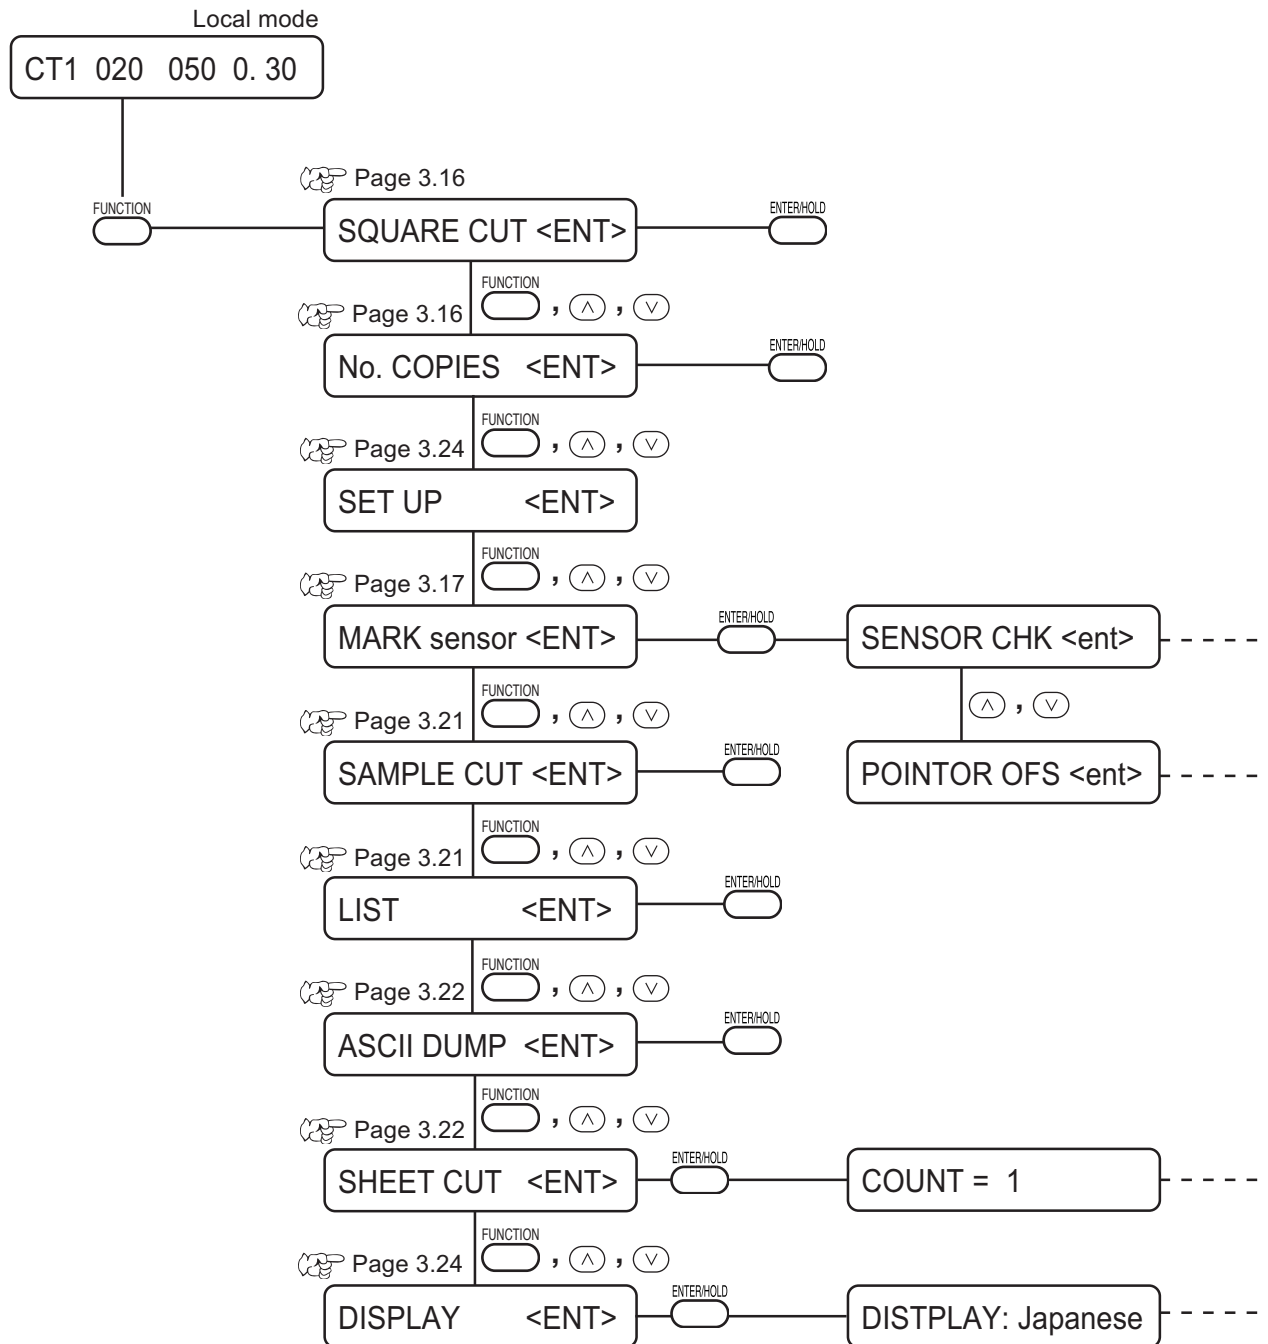 Local mode
CT1 020 050 0. 30
FUNCTION
Page 3.16
SQUARE CUT <ENT>
ENTER/HOLD
FUNCTION
, ,
Page 3.16
No. COPIES <ENT>
ENTER/HOLD
FUNCTION
, ,
Page 3.24
SET UP <ENT>
FUNCTION
, ,
Page 3.17
MARK sensor <ENT>
ENTER/HOLD
SENSOR CHK <ent>
,
POINTOR OFS <ent>
FUNCTION
, ,
Page 3.21
SAMPLE CUT <ENT>
ENTER/HOLD
FUNCTION
, ,
Page 3.21
LIST <ENT>
ENTER/HOLD
FUNCTION
, ,
Page 3.22
ASCII DUMP <ENT>
ENTER/HOLD
FUNCTION
, ,
Page 3.22
SHEET CUT <ENT>
ENTER/HOLD
COUNT = 1
FUNCTION
, ,
Page 3.24
DISPLAY <ENT>
ENTER/HOLD
DISTPLAY: Japanese